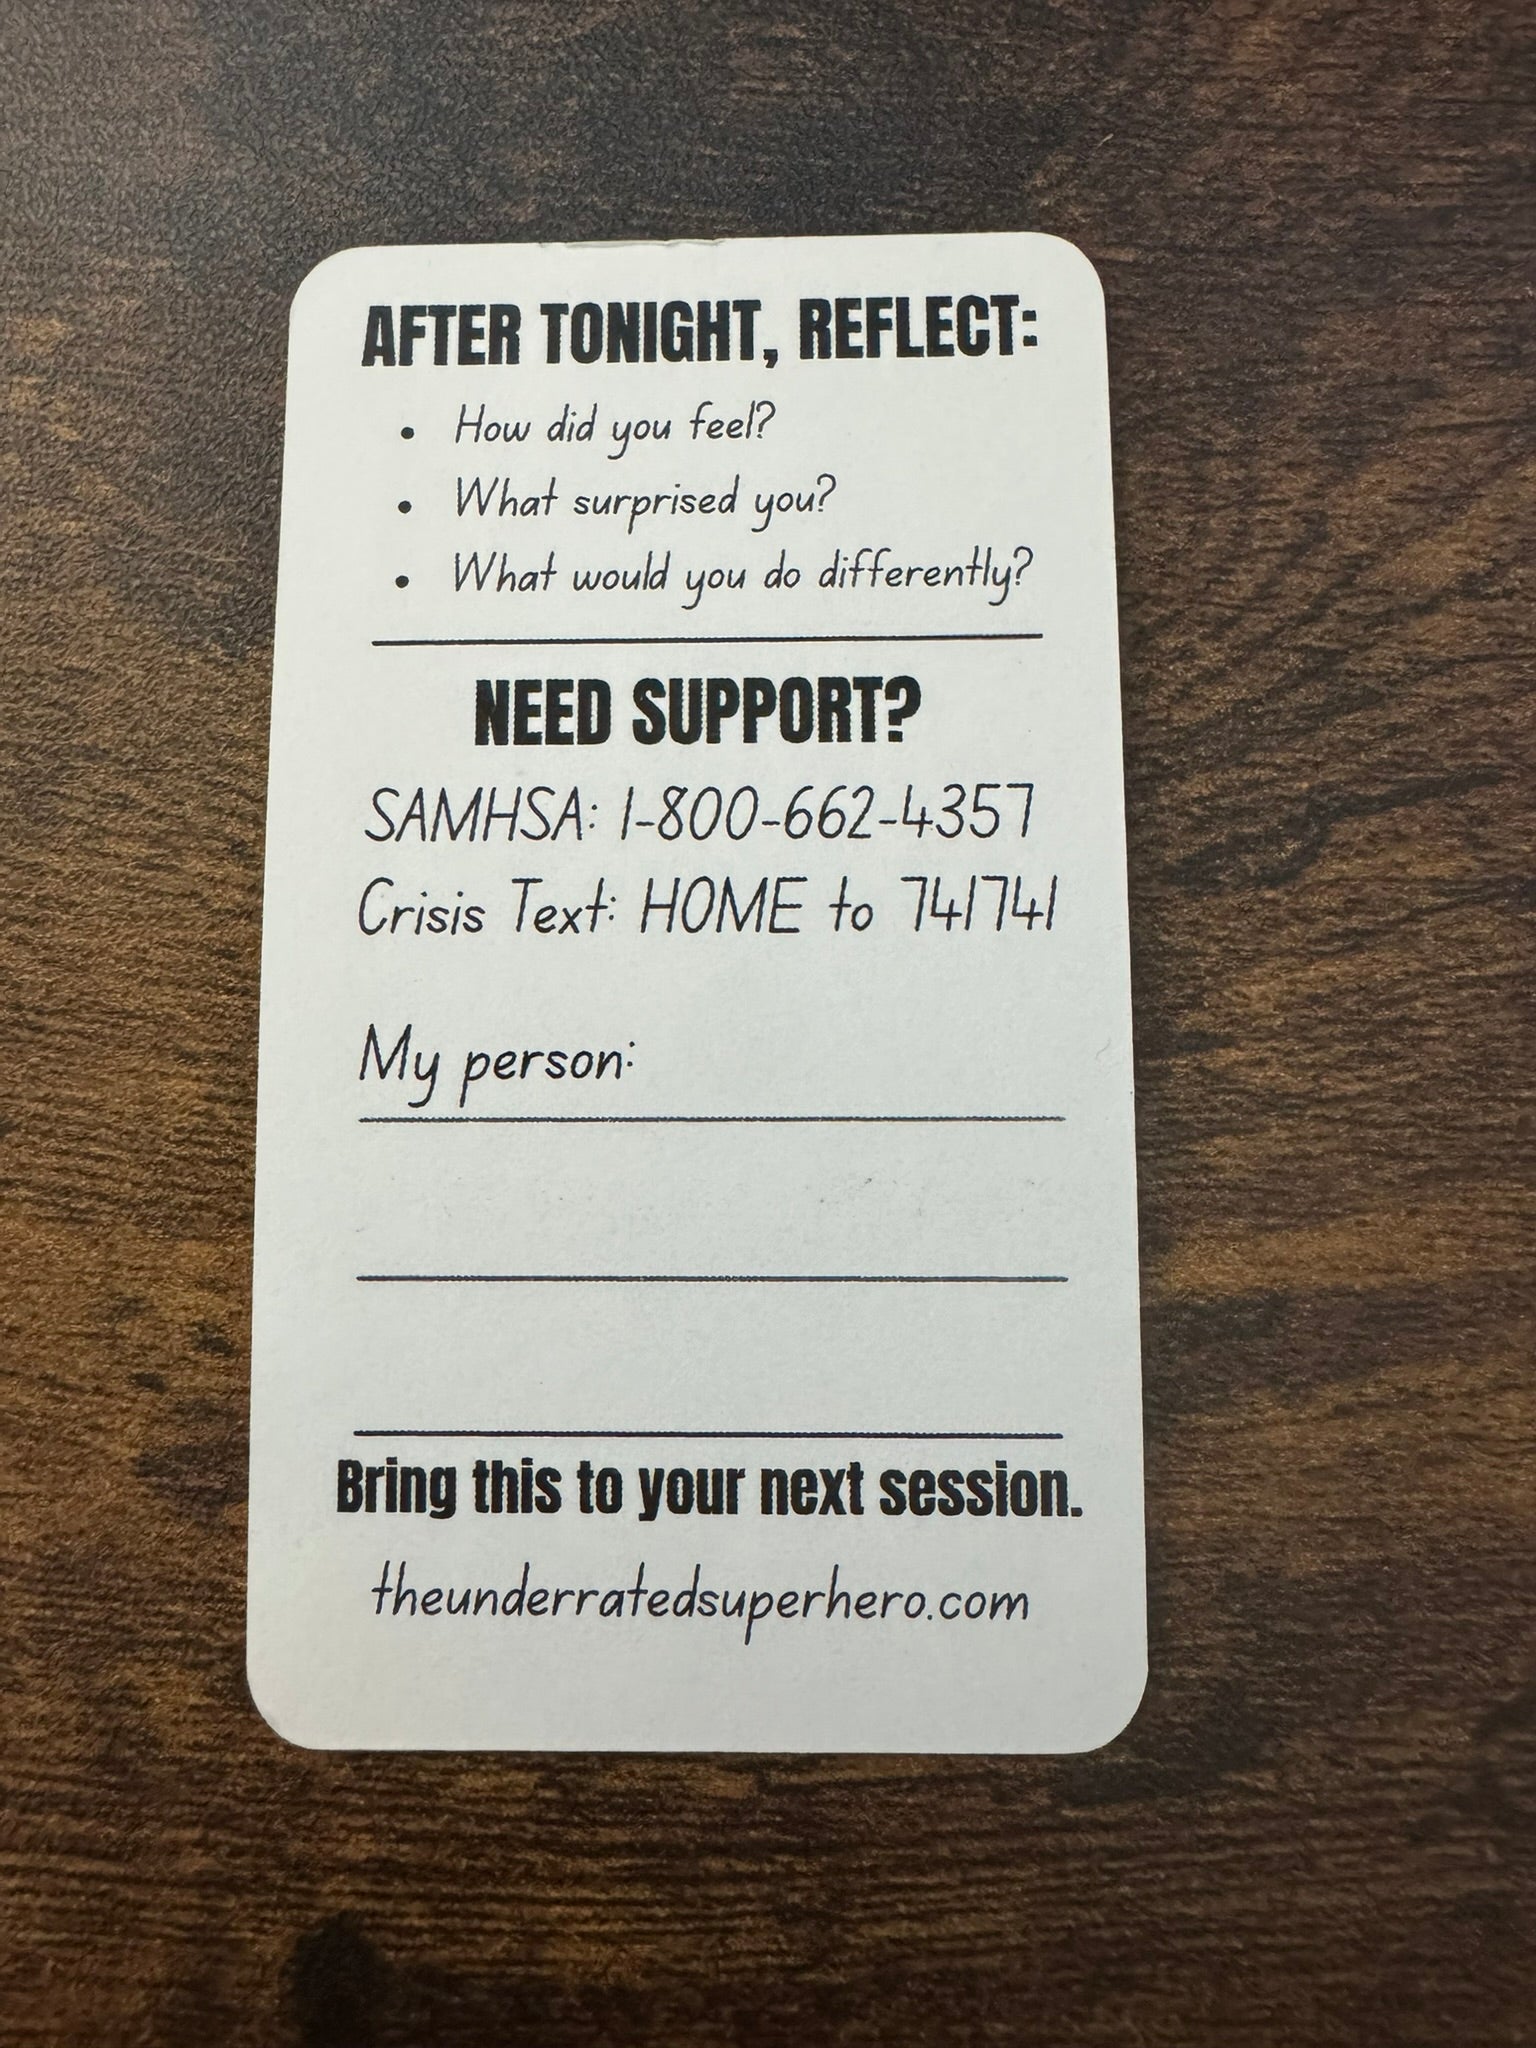 AFTER TONIGHT, REFLECT:
• How did you feel?
• What surprised you?
• What would you do differently?
NEED SUPPORT?
SAMHSA: 1-800-662-4357
Crisis Text: HOME to 741741
My person:
Bring this to your next session.
theunderratedsuperhero.com